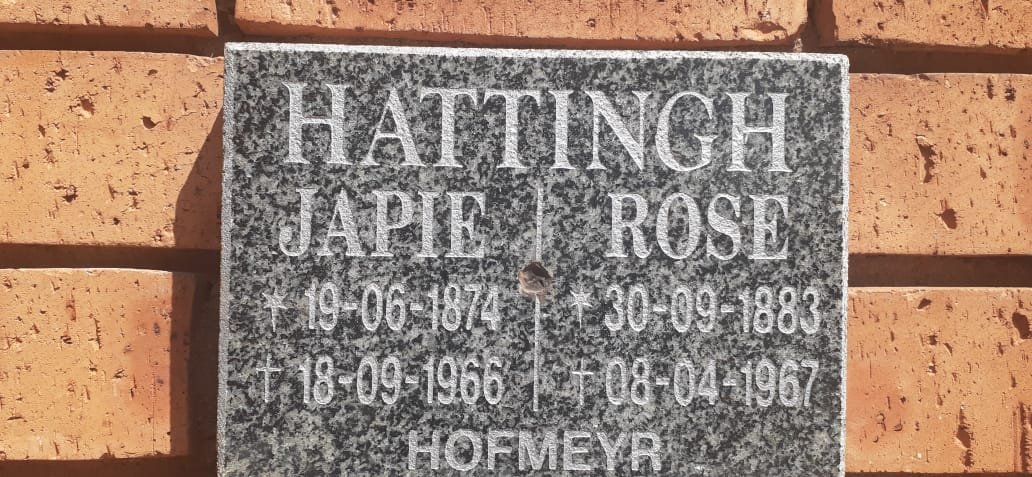 HATTINGH
JAPIE ROSE
* 19-06-1874 * 30-09-1883
† 18-09-1966 † 08-04-1967
HOFMEYR